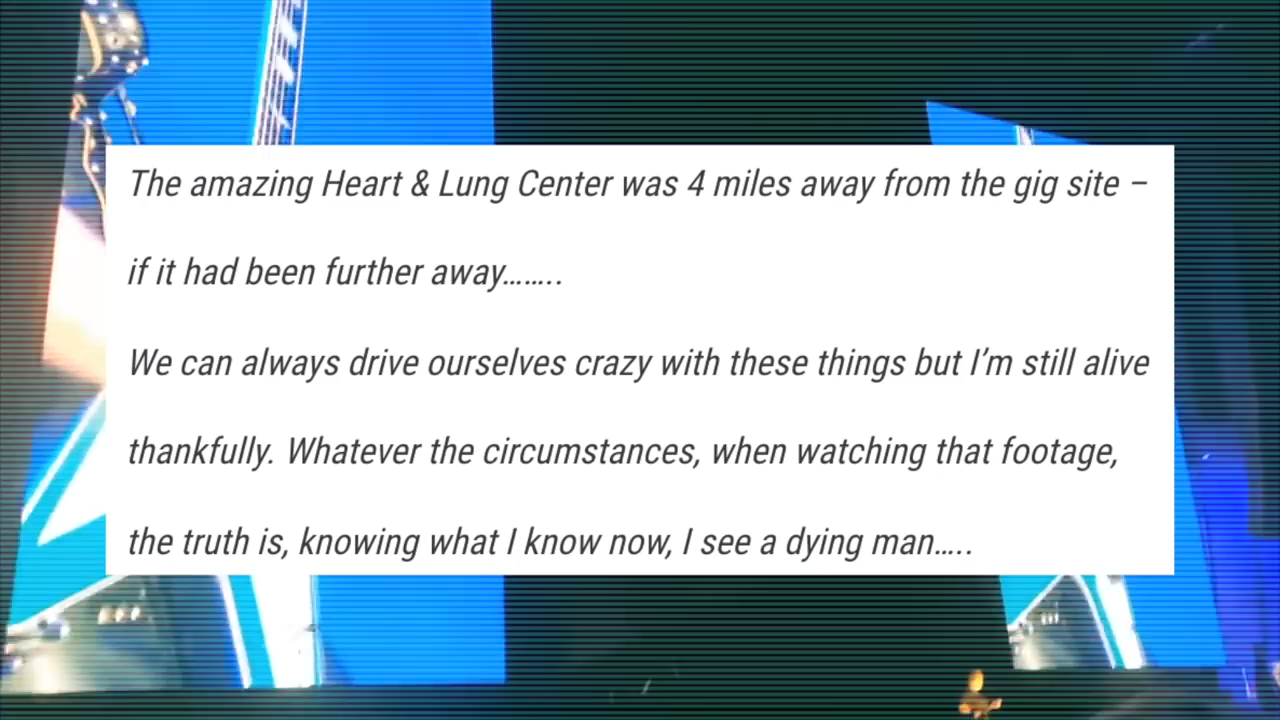 The amazing Heart & Lung Center was 4 miles away from the gig site –
if it had been further away……..
We can always drive ourselves crazy with these things but I’m still alive
thankfully. Whatever the circumstances, when watching that footage,
the truth is, knowing what I know now, I see a dying man…..